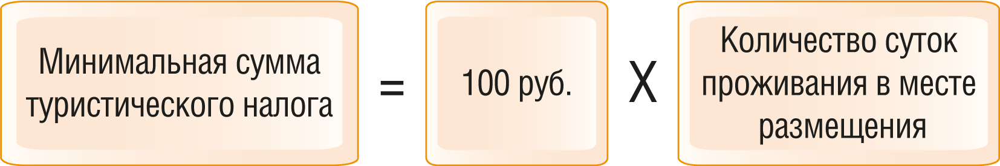 Минимальная сумма
туристического налога
=
100 руб.
X
Количество суток
проживания в месте
размещения